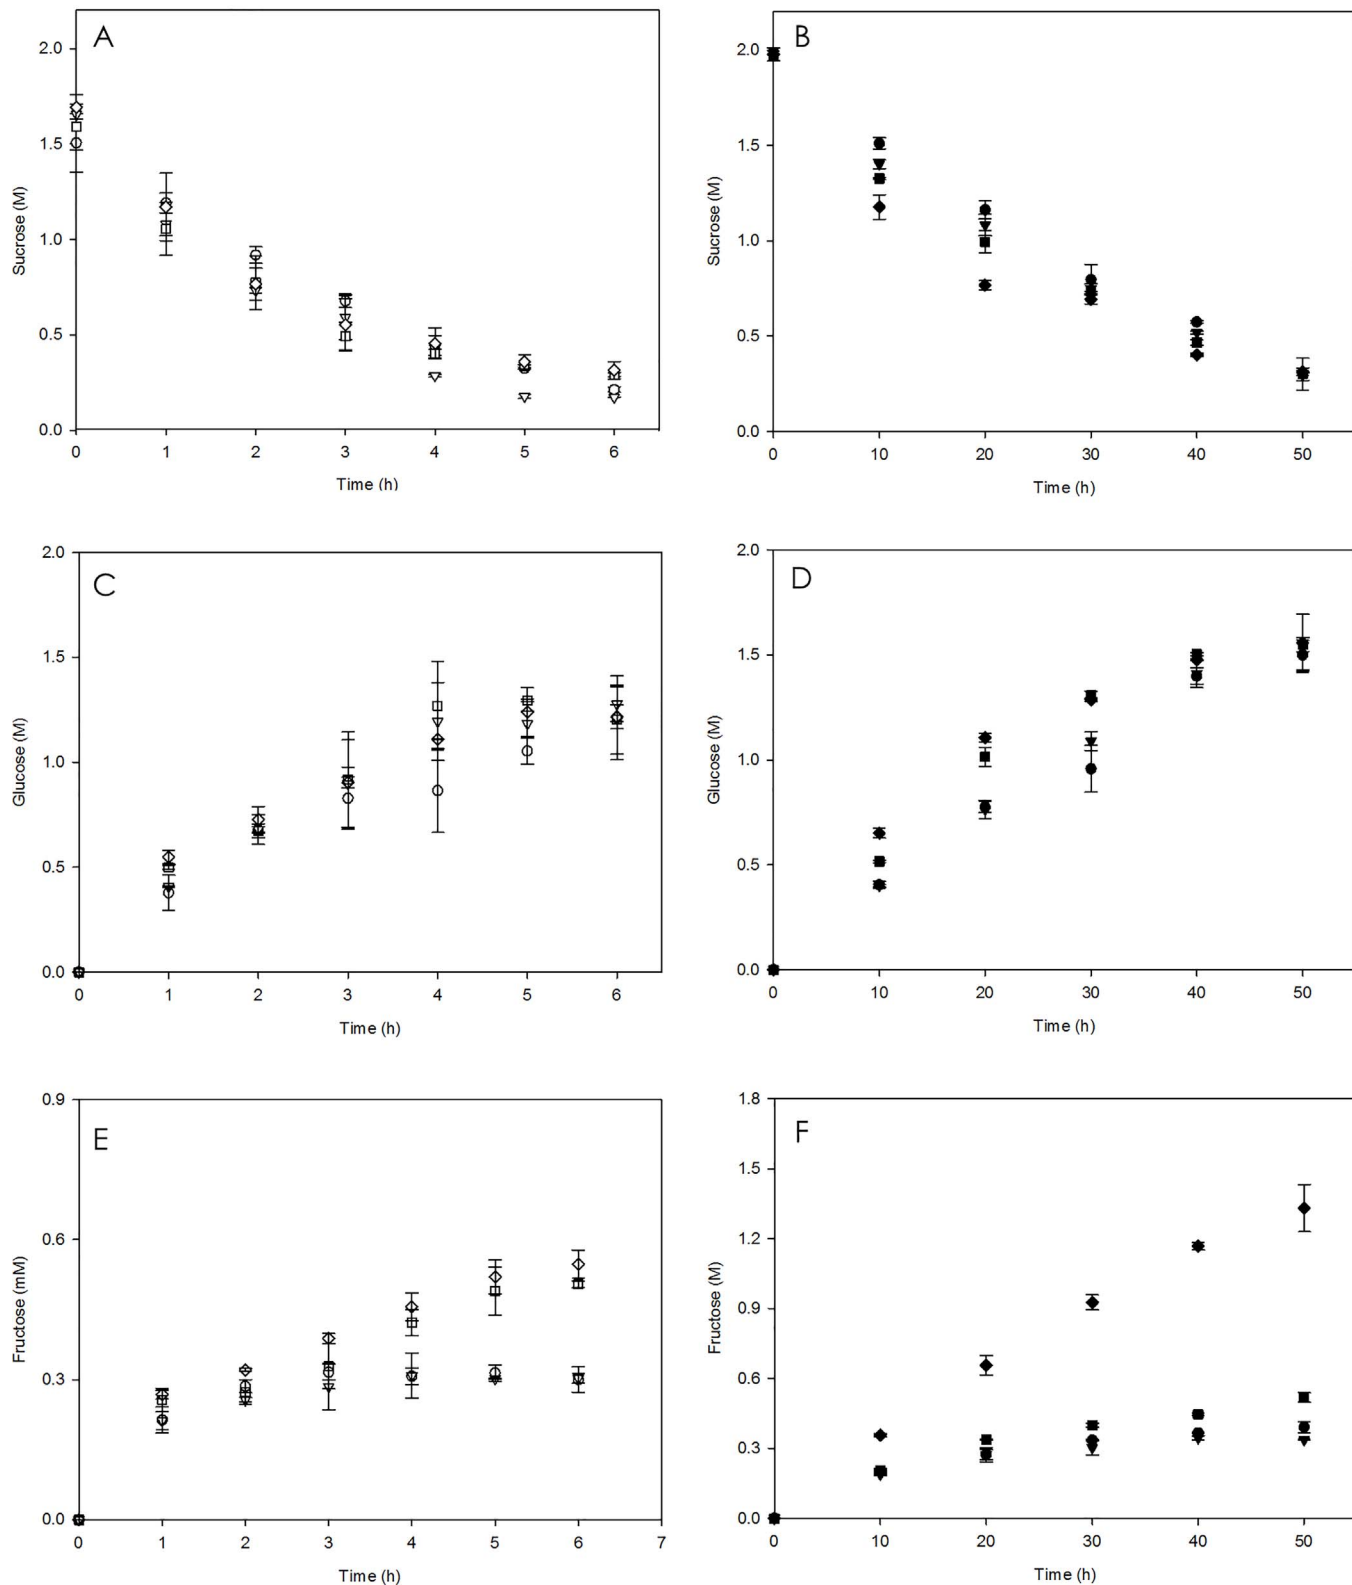 A
2.0
1.5
1.0
0.5
0.0
Sucrose (M)
0 1 2 3 4 5 6
Time (h)
B
2.0
1.5
1.0
0.5
0.0
Sucrose (M)
0 10 20 30 40 50
Time (h)
C
2.0
1.5
1.0
0.5
0.0
Glucose (M)
0 1 2 3 4 5 6
Time (h)
D
2.0
1.5
1.0
0.5
0.0
Glucose (M)
0 10 20 30 40 50
Time (h)
E
0.9
0.6
0.3
0.0
Fructose (mM)
0 1 2 3 4 5 6 7
Time (h)
F
1.8
1.5
1.2
0.9
0.6
0.3
0.0
Fructose (M)
0 10 20 30 40 50
Time (h)